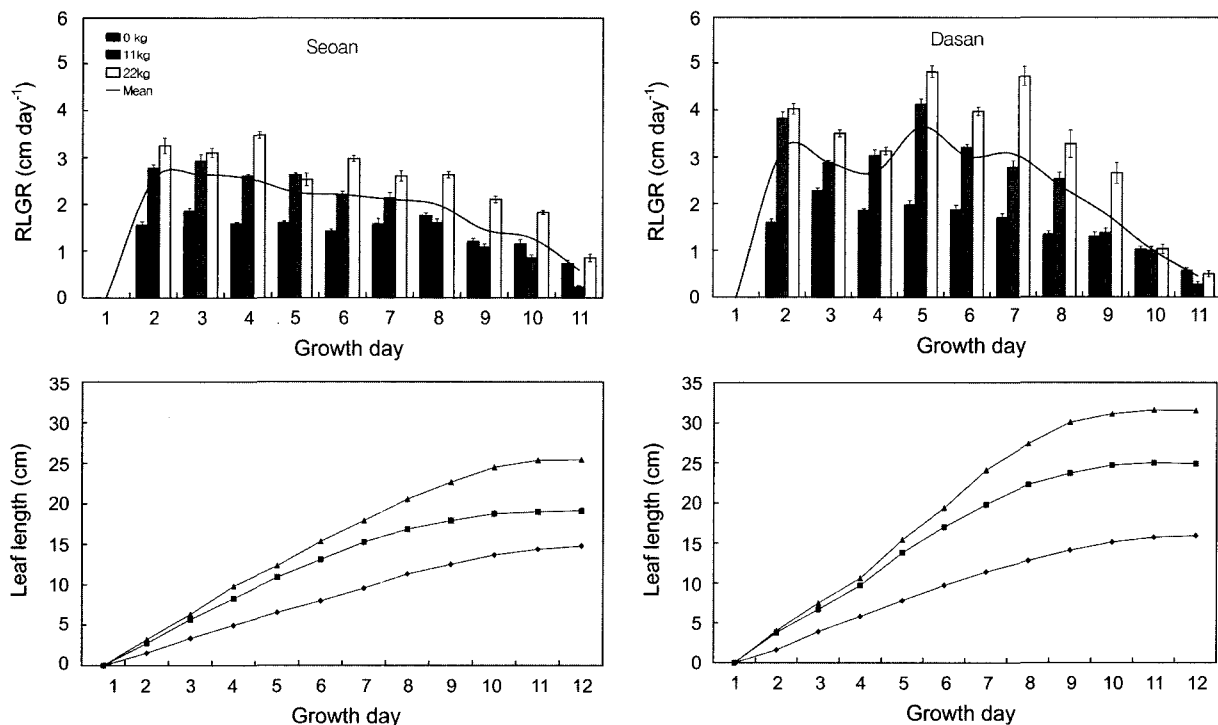 Seoan
0 kg
11kg
22kg
Mean
RLGR (cm day-1)
6
5
4
3
2
1
0
1 2 3 4 5 6 7 8 9 10 11
Growth day
Dasan
RLGR (cm day-1)
6
5
4
3
2
1
0
1 2 3 4 5 6 7 8 9 10 11
Growth day
Leaf length (cm)
35
30
25
20
15
10
5
0
1 2 3 4 5 6 7 8 9 10 11 12
Growth day
Leaf length (cm)
35
30
25
20
15
10
5
0
1 2 3 4 5 6 7 8 9 10 11 12
Growth day